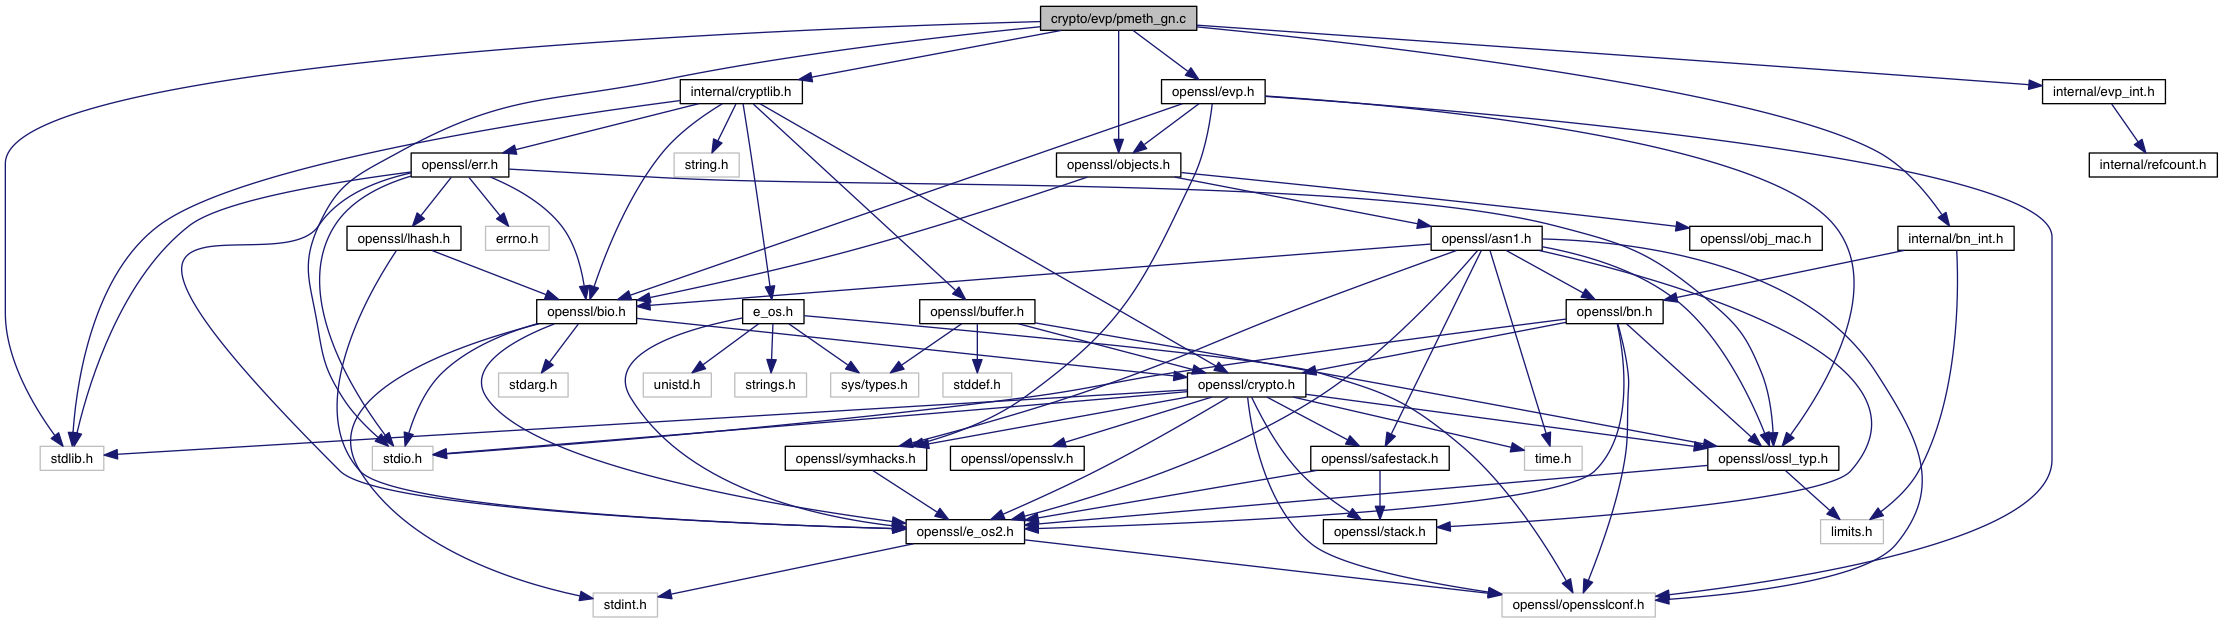 crypto/evp/pmeth_gn.c
internal/cryptlib.h
openssl/evp.h
internal/evp_int.h
openssl/err.h
string.h
openssl/objects.h
internal/refcount.h
openssl/lhash.h
errno.h
openssl/asn1.h
openssl/obj_mac.h
internal/bn_int.h
openssl/bio.h
e_os.h
openssl/buffer.h
openssl/bn.h
stdarg.h
unistd.h
strings.h
sys/types.h
stddef.h
openssl/crypto.h
stdlib.h
stdio.h
openssl/symhacks.h
openssl/opensslv.h
openssl/safestack.h
time.h
openssl/ossl_typ.h
openssl/e_os2.h
openssl/stack.h
limits.h
stdint.h
openssl/opensslconf.h